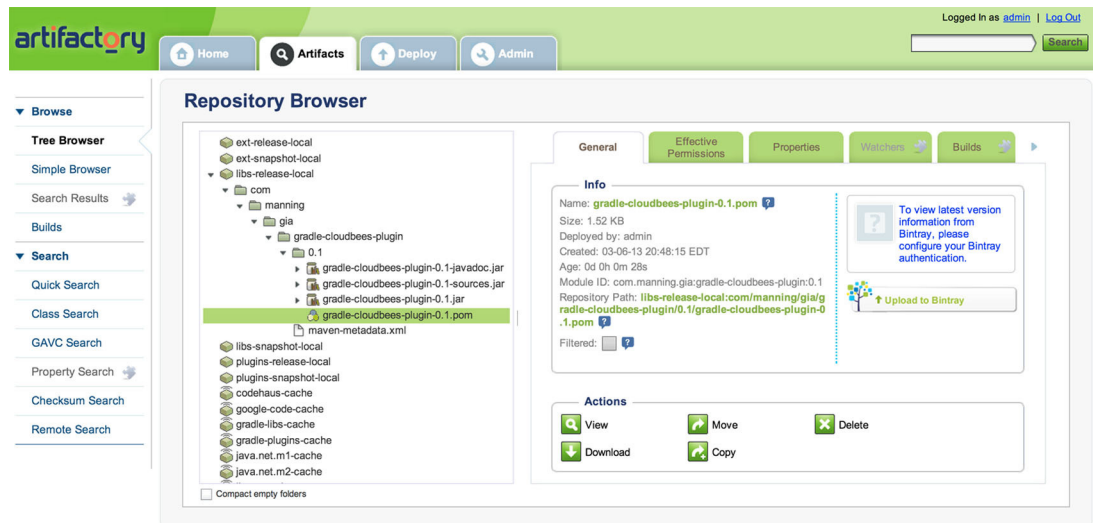 Logged In as admin | Log Out
artifactory
Home
Artifacts
Deploy
Admin
Search
Browse
Tree Browser
Simple Browser
Search Results
Builds
Search
Quick Search
Class Search
GAVC Search
Property Search
Checksum Search
Remote Search
Repository Browser
ext-release-local
ext-snapshot-local
libs-release-local
com
manning
gia
gradle-cloudbees-plugin
0.1
gradle-cloudbees-plugin-0.1-javadoc.jar
gradle-cloudbees-plugin-0.1-sources.jar
gradle-cloudbees-plugin-0.1.jar
gradle-cloudbees-plugin-0.1.pom
maven-metadata.xml
libs-snapshot-local
plugins-release-local
plugins-snapshot-local
codehaus-cache
google-code-cache
gradle-libs-cache
gradle-plugins-cache
java.net.m1-cache
java.net.m2-cache
Compact empty folders
General
Effective
Permissions
Properties
Watchers
Builds
Info
Name: gradle-cloudbees-plugin-0.1.pom ?
Size: 1.52 KB
Deployed by: admin
Created: 03-06-13 20:48:15 EDT
Age: 0d 0h 0m 28s
Module ID: com.manning.gia:gradle-cloudbees-plugin:0.1
Repository Path: libs-release-local:com/manning/gia/g
radle-cloudbees-plugin/0.1/gradle-cloudbees-plugin-0
.1.pom ?
Filtered: ?
?
To view latest version
information from
Bintray, please
configure your Bintray
authentication.
Upload to Bintray
Actions
View
Move
Delete
Download
Copy